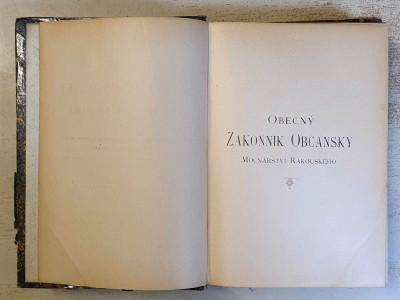 Obecný
Zákonník Občanský
Mocnářství Rakouského